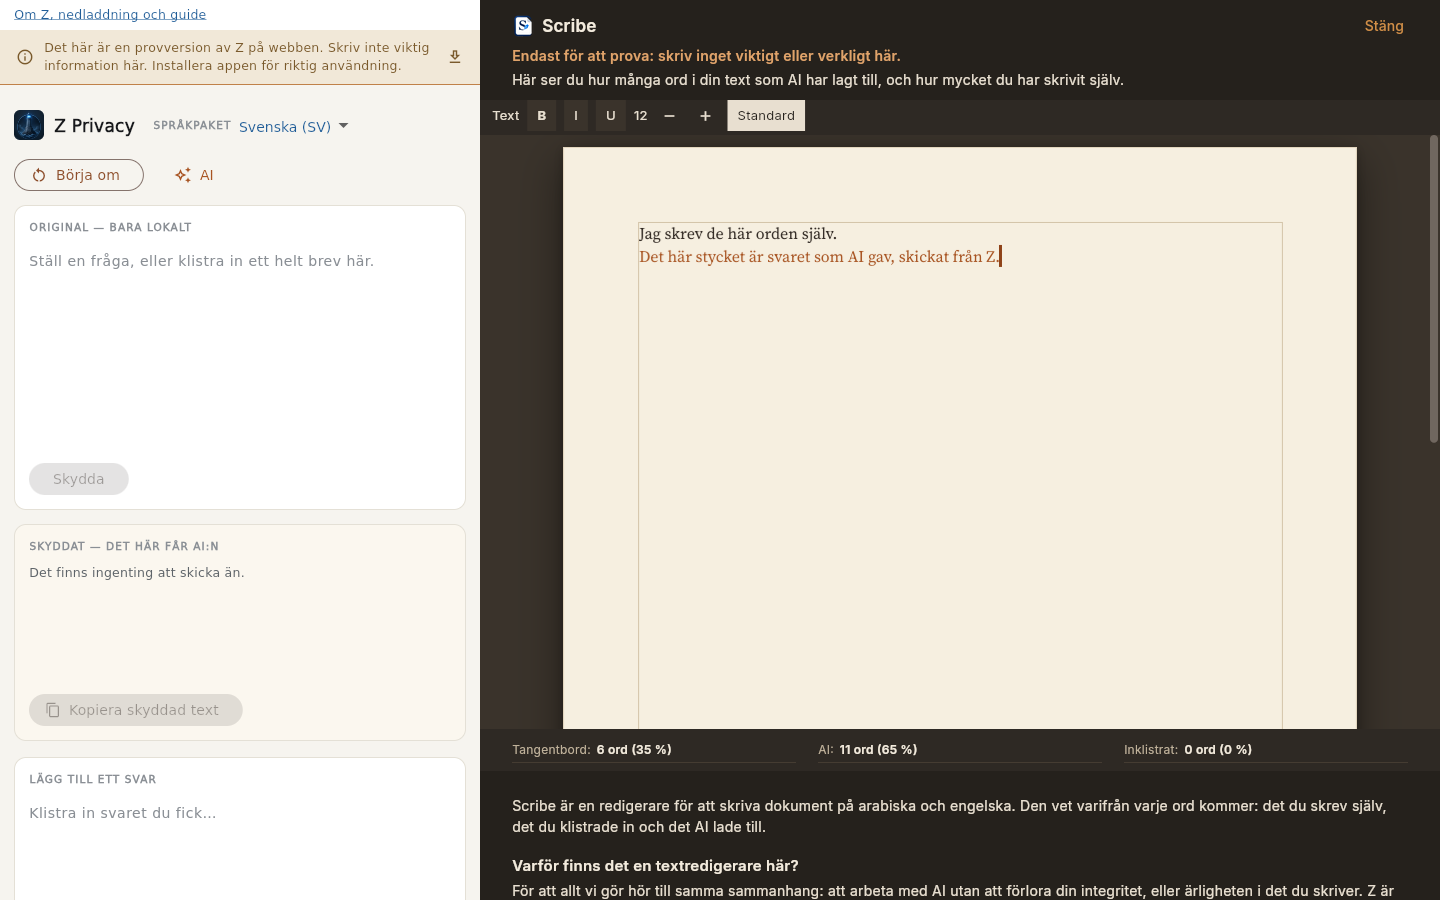 Om Z, nedladdning och guide
Det här är en provversion av Z på webben. Skriv inte viktig
information här. Installera appen för riktig användning.
Z Privacy
SPRÅKPAKET
Svenska (SV)
Börja om
AI
ORIGINAL — BARA LOKALT
Ställ en fråga, eller klistra in ett helt brev här.
Skydda
SKYDDAT — DET HÄR FÅR AI:N
Det finns ingenting att skicka än.
Kopiera skyddad text
LÄGG TILL ETT SVAR
Klistra in svaret du fick…
Scribe
Stäng
Endast för att prova: skriv inget viktigt eller verkligt här.
Här ser du hur många ord i din text som AI har lagt till, och hur mycket du har skrivit själv.
Text B I U 12 − + Standard
Jag skrev de här orden själv.
Det här stycket är svaret som AI gav, skickat från Z.
Tangentbord: 6 ord (35 %)
AI: 11 ord (65 %)
Inklistrat: 0 ord (0 %)
Scribe är en redigerare för att skriva dokument på arabiska och engelska. Den vet varifrån varje ord kommer: det du skrev själv,
det du klistrade in och det AI lade till.
Varför finns det en textredigerare här?
För att allt vi gör hör till samma sammanhang: att arbeta med AI utan att förlora din integritet, eller ärligheten i det du skriver. Z är